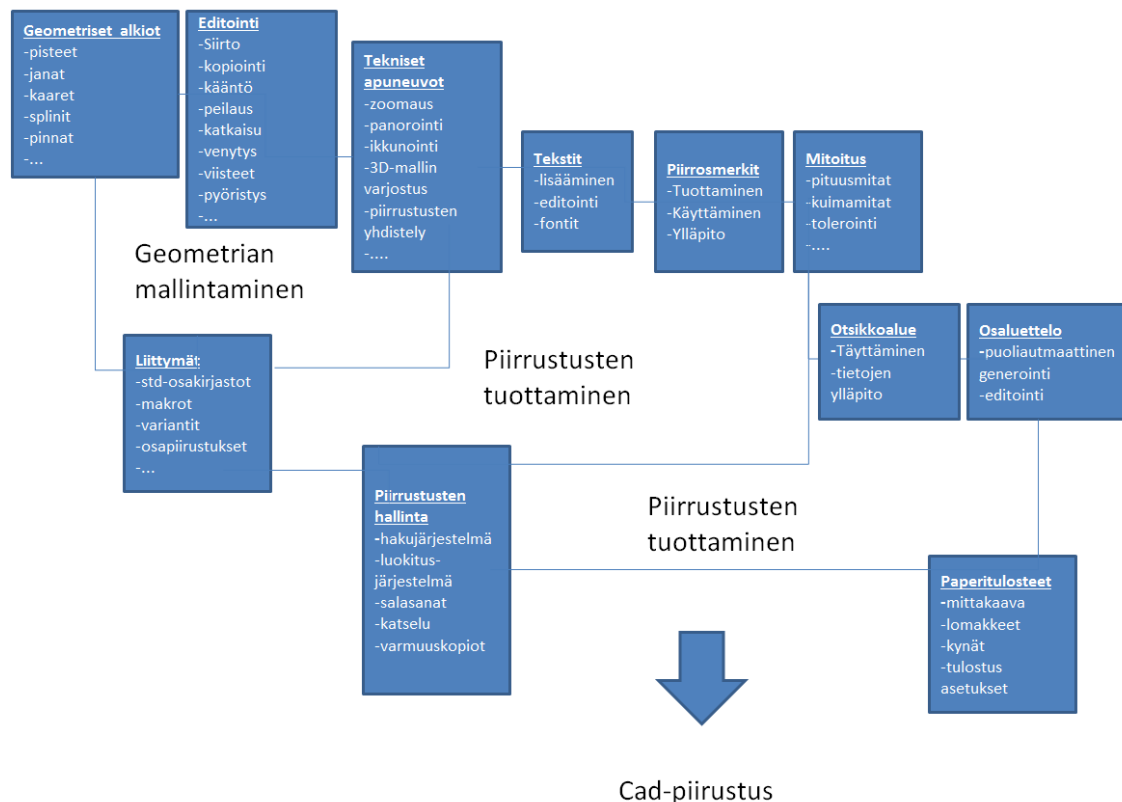 Geometriset alkiot
-pisteet
-janat
-kaaret
-splinit
-pinnat
-...
Editointi
-Siirto
-kopiointi
-kääntö
-peilaus
-katkaisu
-venytys
-viisteet
-pyöristys
-...
Tekniset
apuneuvot
-zoomaus
-panorointi
-ikkunointi
-3D-mallin
varjostus
-piirrustusten
yhdistely
-....
Tekstit
-lisääminen
-editointi
-fontit
Piirrosmerkit
-Tuottaminen
-Käyttäminen
-Ylläpito
Mitoitus
-pituusmitat
-kuimamitat
-tolerointi
-....
Geometrian
mallintaminen
Liittymät:
-std-osakirjastot
-makrot
-variantit
-osapiirustukset
-...
Piirrustusten
tuottaminen
Otsikkoalue
-Täyttäminen
-tietojen
ylläpito
Osaluettelo
-puoliautmaattinen
generointi
-editointi
Piirrustusten
hallinta
-hakujärjestelmä
-luokitus-
järjestelmä
-salasanat
-katselu
-varmuuskopiot
Piirrustusten
tuottaminen
Paperitulosteet
-mittakaava
-lomakkeet
-kynät
-tulostus
asetukset
Cad-piirustus